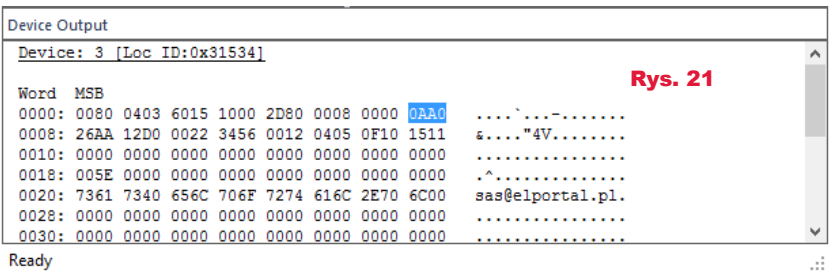 Device Output
Device: 3 [Loc ID:0x31534]
Rys. 21
Word MSB
0000: 0080 0403 6015 1000 2D80 0008 0000 0AA0 ....`...-.......
0008: 26AA 12D0 0022 3456 0012 0405 0F10 1511 &...."4V........
0010: 0000 0000 0000 0000 0000 0000 0000 0000 ................
0018: 005E 0000 0000 0000 0000 0000 0000 0000 .^..............
0020: 7361 7340 656C 706F 7274 616C 2E70 6C00 sas@elportal.pl.
0028: 0000 0000 0000 0000 0000 0000 0000 0000 ................
0030: 0000 0000 0000 0000 0000 0000 0000 0000 ................
Ready